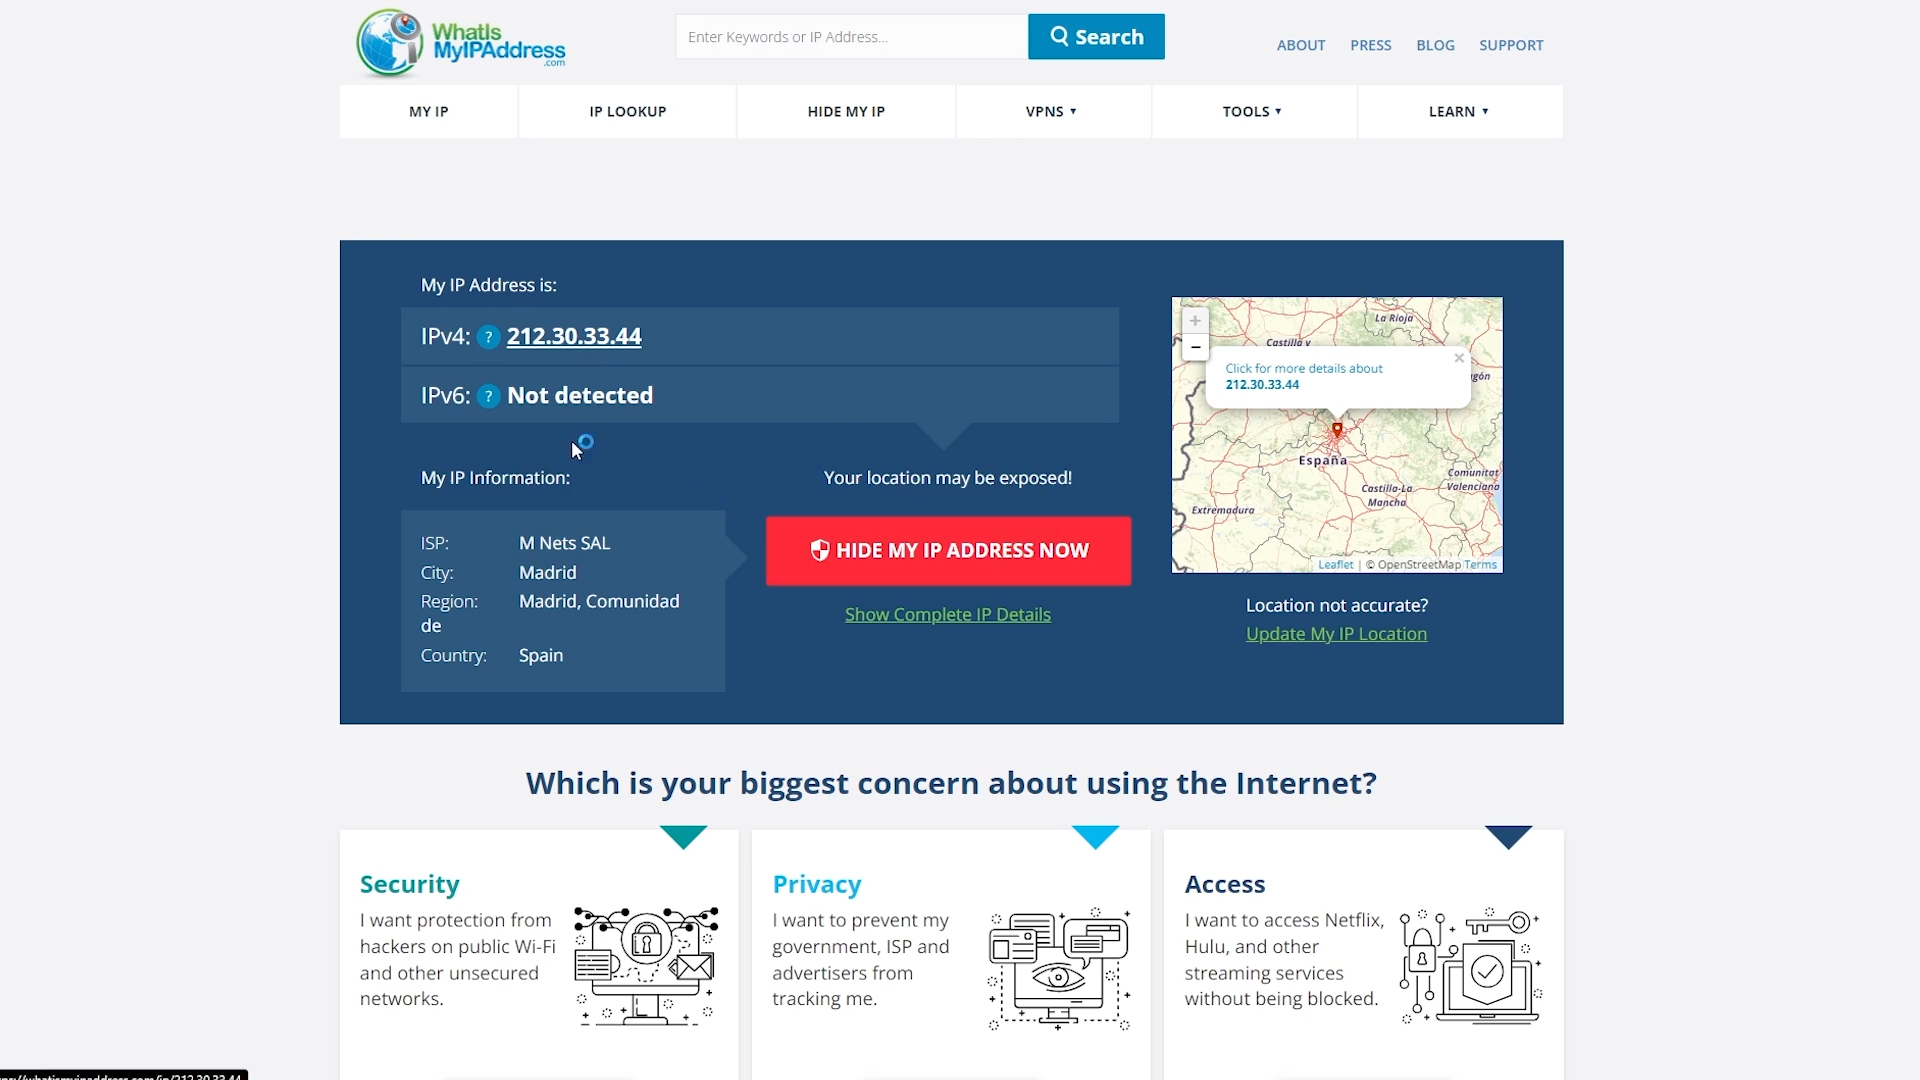 WhatIs
MyIPAddress
.com
Enter Keywords or IP Address...
Search
ABOUT PRESS BLOG SUPPORT
MY IP IP LOOKUP HIDE MY IP VPNS ▼ TOOLS ▼ LEARN ▼
My IP Address is:
IPv4: ? 212.30.33.44
IPv6: ? Not detected
My IP Information:
ISP: M Nets SAL
City: Madrid
Region: Madrid, Comunidad
de
Country: Spain
Your location may be exposed!
HIDE MY IP ADDRESS NOW
Show Complete IP Details
+
−
La Rioja
Castilla y
Click for more details about
212.30.33.44
×
gón
España
Comunitat
Valenciana
Castilla-La
Mancha
Extremadura
Leaflet | © OpenStreetMap Terms
Location not accurate?
Update My IP Location
Which is your biggest concern about using the Internet?
Security
I want protection from
hackers on public Wi-Fi
and other unsecured
networks.
Privacy
I want to prevent my
government, ISP and
advertisers from
tracking me.
Access
I want to access Netflix,
Hulu, and other
streaming services
without being blocked.